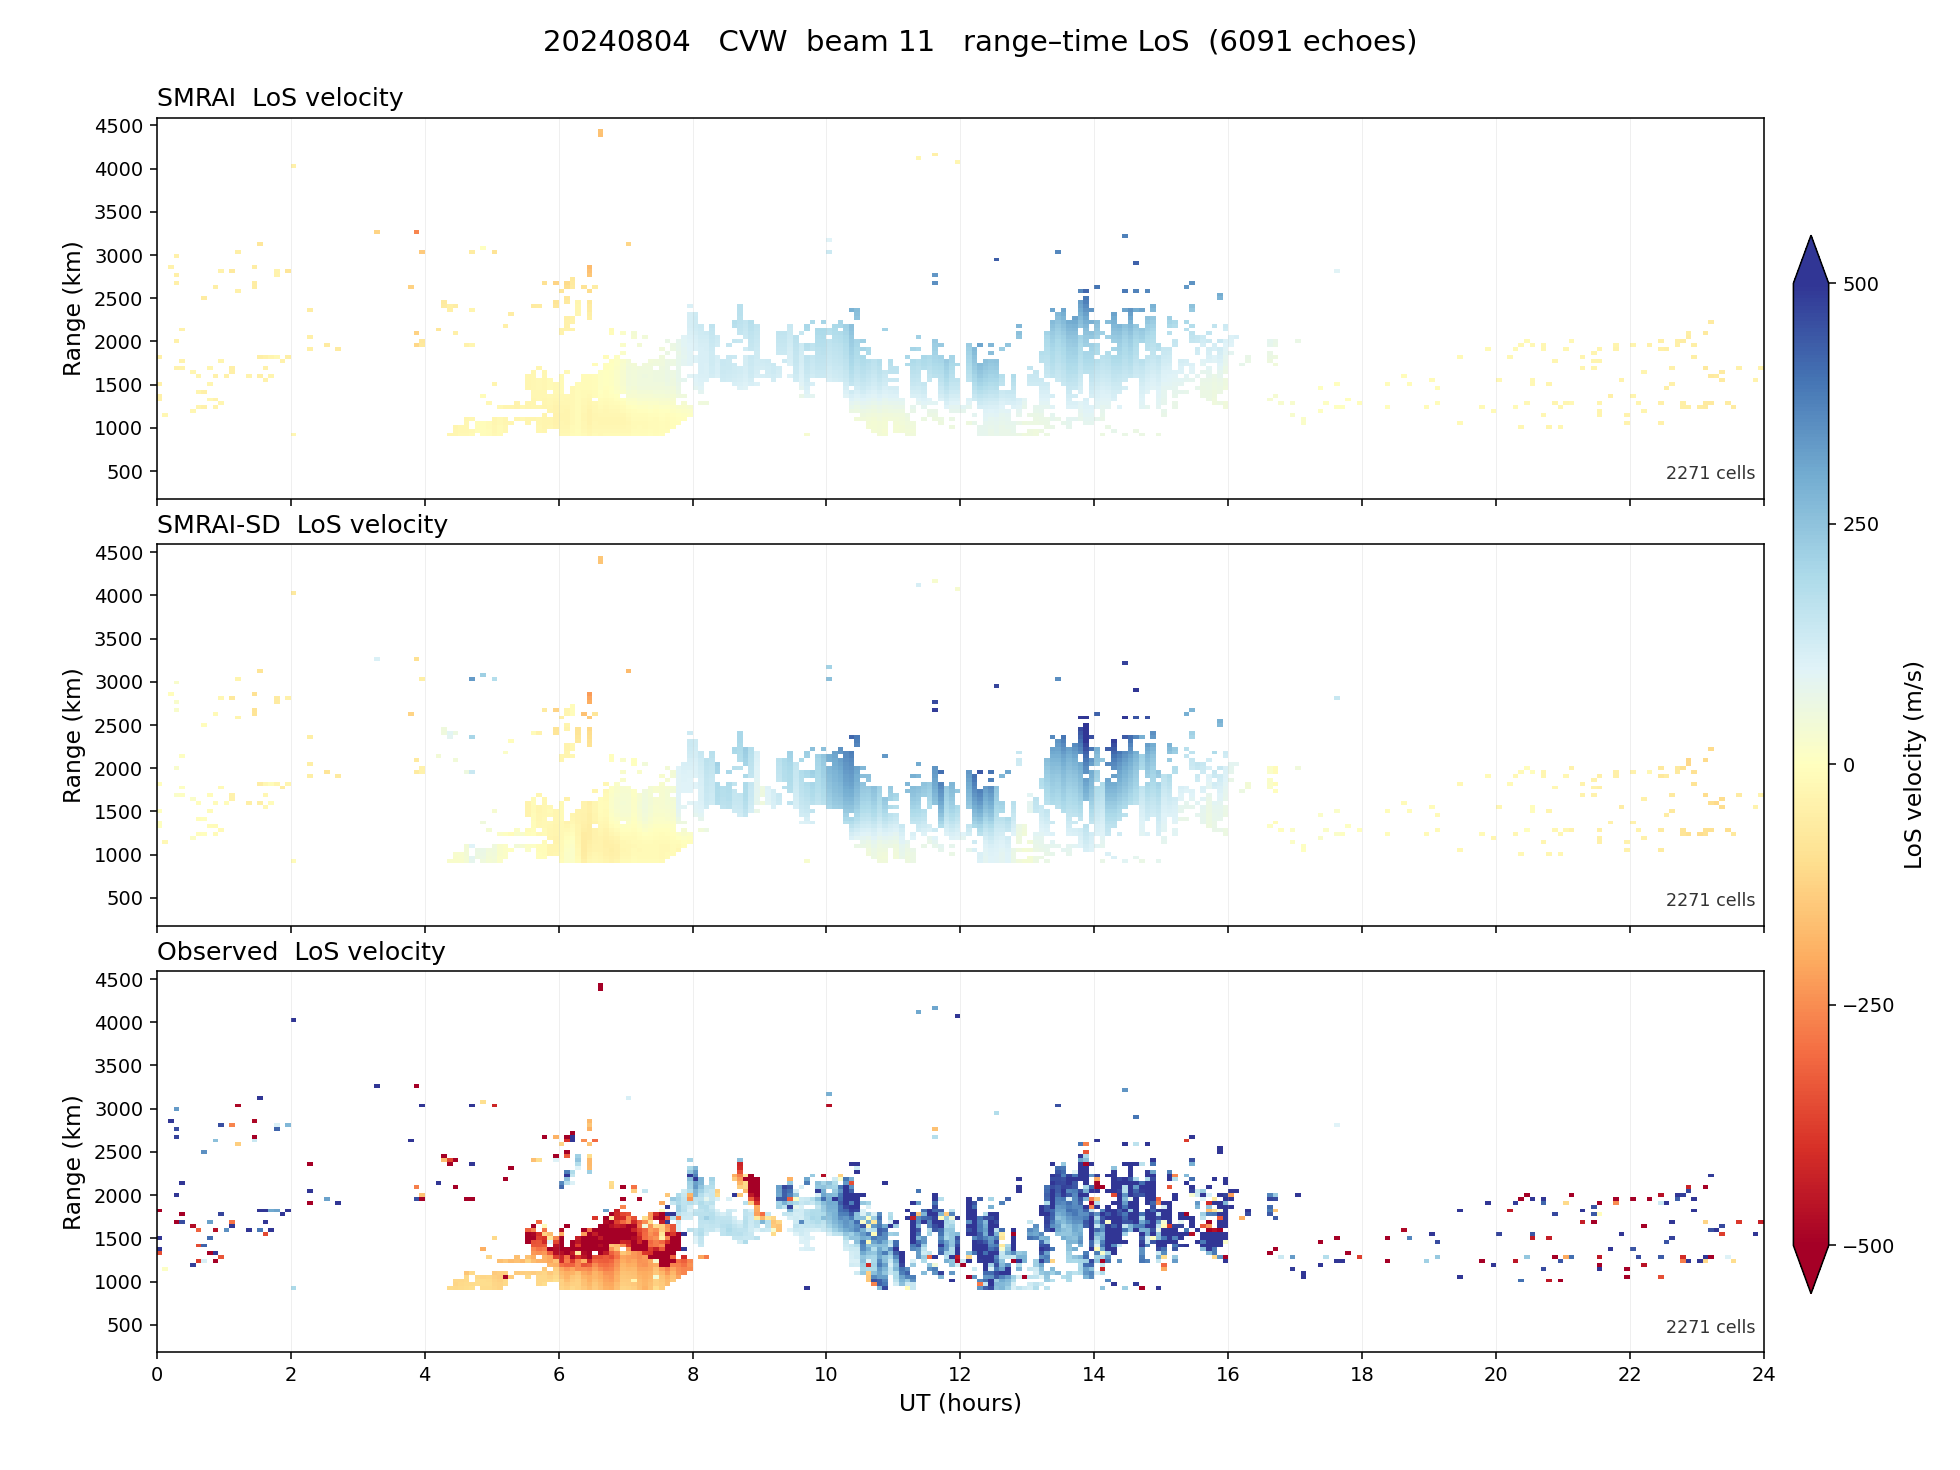 20240804   CVW  beam 11   range–time LoS  (6091 echoes)
SMRAI  LoS velocity
4500
4000
3500
3000
2500
2000
1500
1000
500
Range (km)
2271 cells
SMRAI-SD  LoS velocity
4500
4000
3500
3000
2500
2000
1500
1000
500
Range (km)
2271 cells
Observed  LoS velocity
4500
4000
3500
3000
2500
2000
1500
1000
500
Range (km)
2271 cells
0 2 4 6 8 10 12 14 16 18 20 22 24
UT (hours)
500
250
0
−250
−500
LoS velocity (m/s)